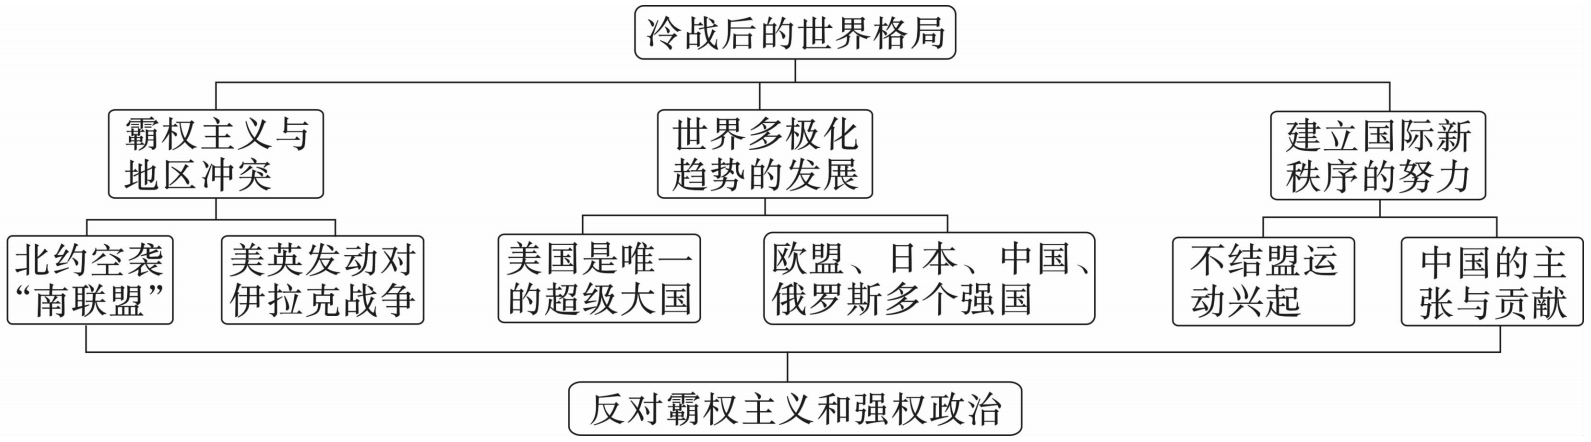 冷战后的世界格局
霸权主义与
地区冲突
世界多极化
趋势的发展
建立国际新
秩序的努力
北约空袭
“南联盟”
美英发动对
伊拉克战争
美国是唯一
的超级大国
欧盟、日本、中国、
俄罗斯多个强国
不结盟运
动兴起
中国的主
张与贡献
反对霸权主义和强权政治